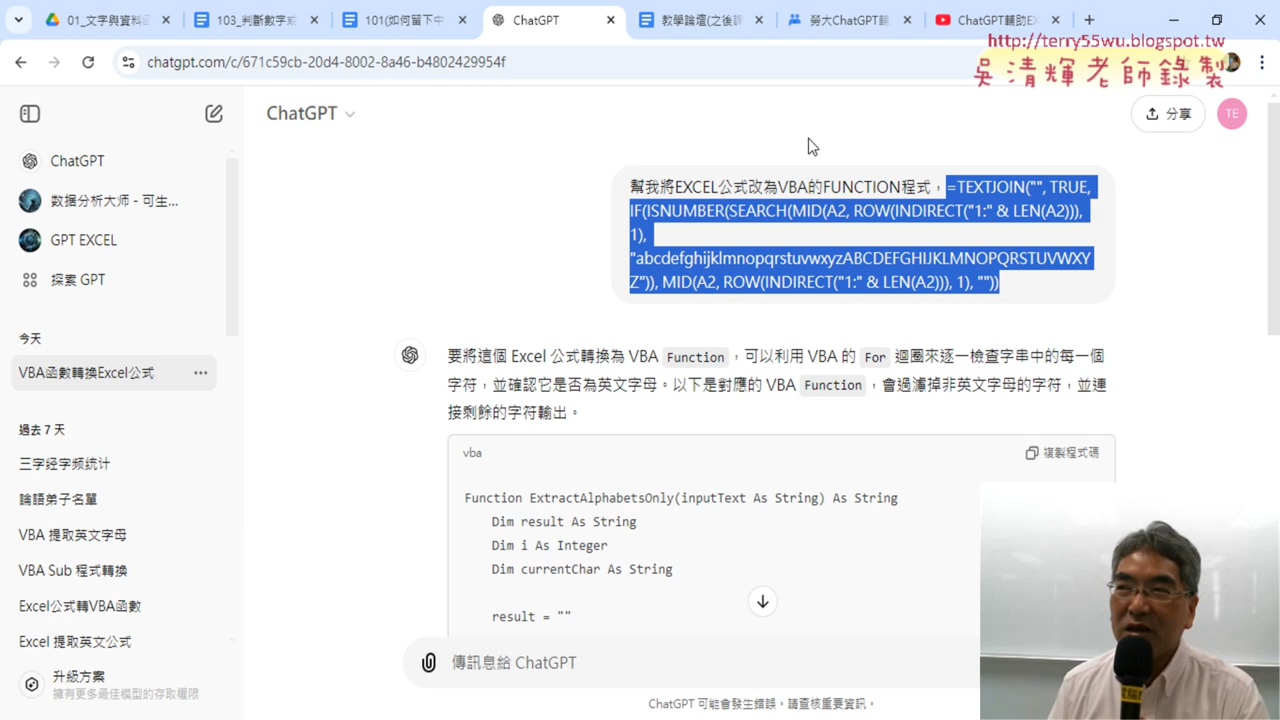 01_文字與資料函
103_判斷數字或
101(如何留下中
ChatGPT
教學論壇(之後課
勞大ChatGPT輔
ChatGPT輔助EX
http://terry55wu.blogspot.tw
chatgpt.com/c/671c59cb-20d4-8002-8a46-b4802429954f
吳清輝老師錄製
ChatGPT
分享
TE
ChatGPT
数据分析大师 - 可生...
GPT EXCEL
探索 GPT
今天
VBA函數轉換Excel公式
過去 7 天
三字经字频统计
論語弟子名單
VBA 提取英文字母
VBA Sub 程式轉換
Excel公式轉VBA函數
Excel 提取英文公式
升級方案
擁有更多最佳模型的存取權限
幫我將EXCEL公式改為VBA的FUNCTION程式，=TEXTJOIN("", TRUE,
IF(ISNUMBER(SEARCH(MID(A2, ROW(INDIRECT("1:" & LEN(A2))),
1),
"abcdefghijklmnopqrstuvwxyzABCDEFGHIJKLMNOPQRSTUVWXY
Z")), MID(A2, ROW(INDIRECT("1:" & LEN(A2))), 1), ""))
要將這個 Excel 公式轉換為 VBA Function，可以利用 VBA 的 For 迴圈來逐一檢查字串中的每一個
字符，並確認它是否為英文字母。以下是對應的 VBA Function，會過濾掉非英文字母的字符，並連
接剩餘的字符輸出。
vba
複製程式碼
Function ExtractAlphabetsOnly(inputText As String) As String
Dim result As String
Dim i As Integer
Dim currentChar As String
result = ""
傳訊息給 ChatGPT
ChatGPT 可能會發生錯誤。請查核重要資訊。